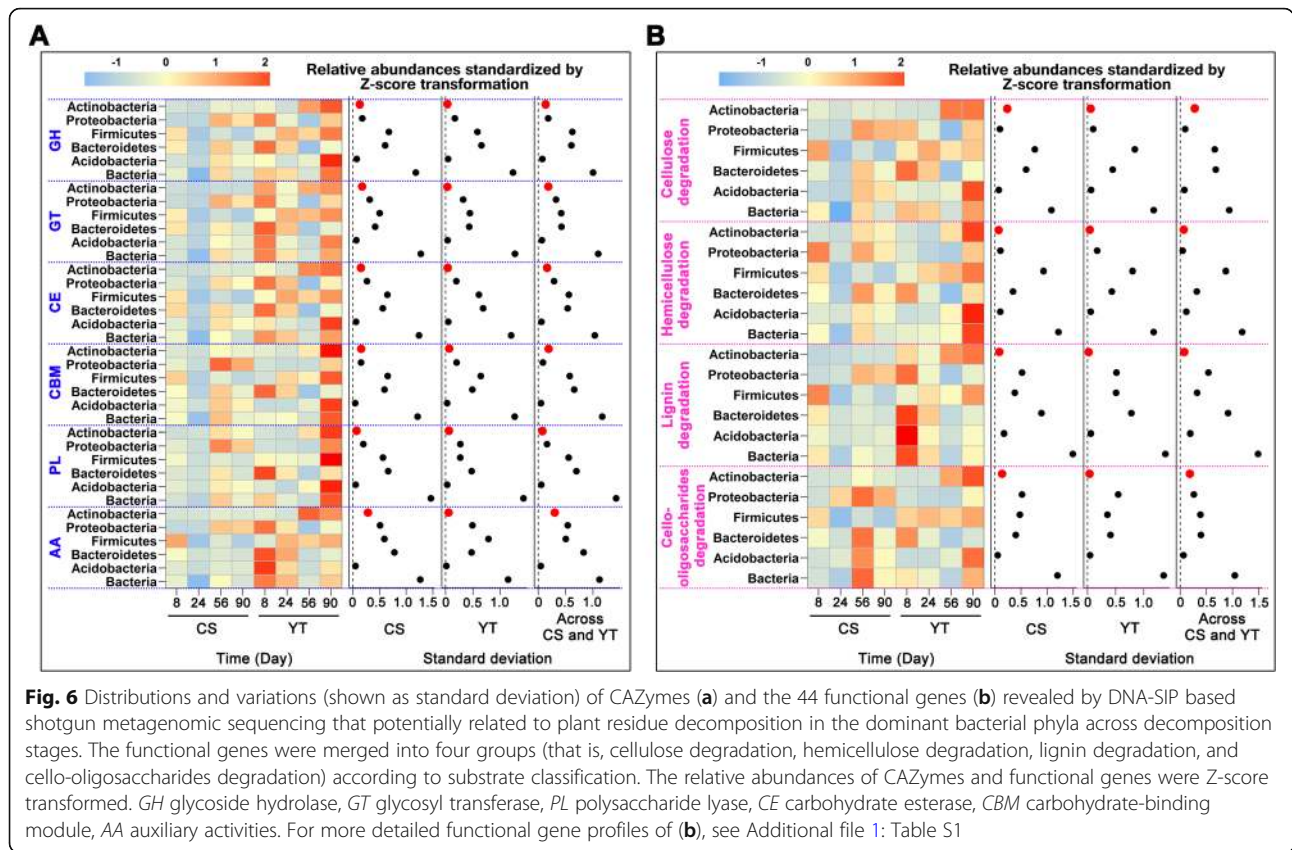 A
-1 0 1 2
Relative abundances standardized by
Z-score transformation
GH
Actinobacteria
Proteobacteria
Firmicutes
Bacteroidetes
Acidobacteria
Bacteria
GT
Actinobacteria
Proteobacteria
Firmicutes
Bacteroidetes
Acidobacteria
Bacteria
CE
Actinobacteria
Proteobacteria
Firmicutes
Bacteroidetes
Acidobacteria
Bacteria
CBM
Actinobacteria
Proteobacteria
Firmicutes
Bacteroidetes
Acidobacteria
Bacteria
PL
Actinobacteria
Proteobacteria
Firmicutes
Bacteroidetes
Acidobacteria
Bacteria
AA
Actinobacteria
Proteobacteria
Firmicutes
Bacteroidetes
Acidobacteria
Bacteria
8 24 56 90 8 24 56 90 0 0.5 1.0 0 0.5 1.0 0 0.5 1.0
CS YT CS YT Across
CS and YT
Time (Day) Standard deviation
B
-1 0 1 2
Relative abundances standardized by
Z-score transformation
Cellulose
degradation
Actinobacteria
Proteobacteria
Firmicutes
Bacteroidetes
Acidobacteria
Bacteria
Hemicellulose
degradation
Actinobacteria
Proteobacteria
Firmicutes
Bacteroidetes
Acidobacteria
Bacteria
Lignin
degradation
Actinobacteria
Proteobacteria
Firmicutes
Bacteroidetes
Acidobacteria
Bacteria
Cello-
oligosaccharides
degradation
Actinobacteria
Proteobacteria
Firmicutes
Bacteroidetes
Acidobacteria
Bacteria
8 24 56 90 8 24 56 90 0 0.5 1.0 1.5 0 0.5 1.0 0 0.5 1.0 1.5
CS YT CS YT Across
CS and YT
Time (Day) Standard deviation
Fig. 6 Distributions and variations (shown as standard deviation) of CAZymes (a) and the 44 functional genes (b) revealed by DNA-SIP based
shotgun metagenomic sequencing that potentially related to plant residue decomposition in the dominant bacterial phyla across decomposition
stages. The functional genes were merged into four groups (that is, cellulose degradation, hemicellulose degradation, lignin degradation, and
cello-oligosaccharides degradation) according to substrate classification. The relative abundances of CAZymes and functional genes were Z-score
transformed. GH glycoside hydrolase, GT glycosyl transferase, PL polysaccharide lyase, CE carbohydrate esterase, CBM carbohydrate-binding
module, AA auxiliary activities. For more detailed functional gene profiles of (b), see Additional file 1: Table S1